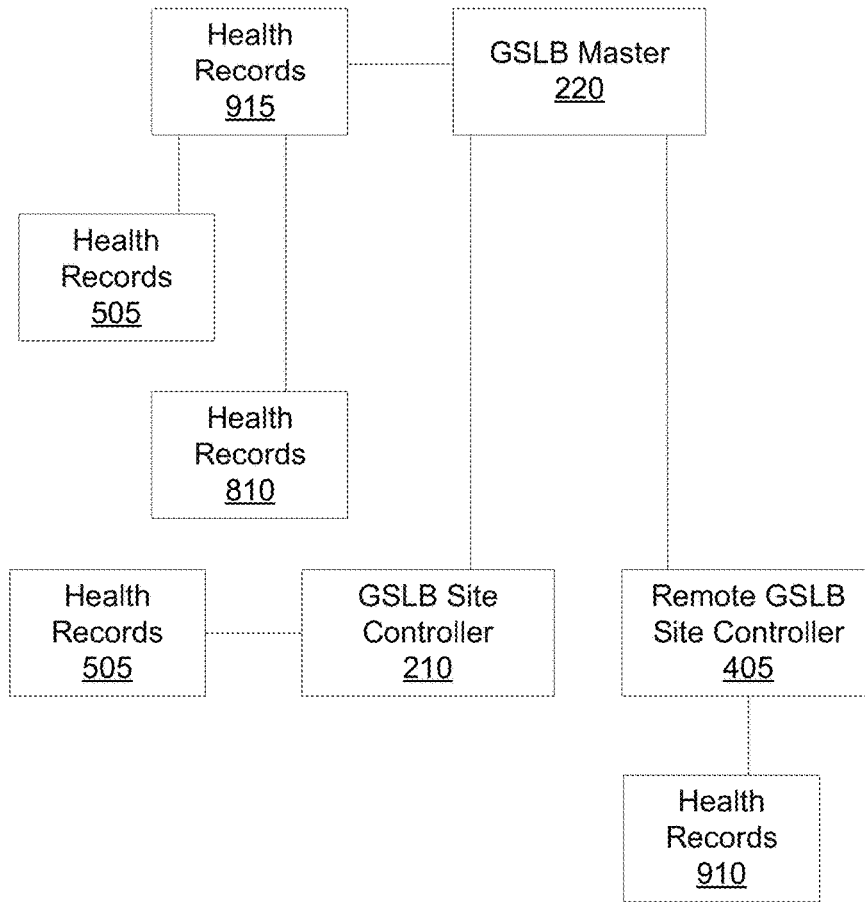 Health
Records
915
GSLB Master
220
Health
Records
505
Health
Records
810
Health
Records
505
GSLB Site
Controller
210
Remote GSLB
Site Controller
405
Health
Records
910